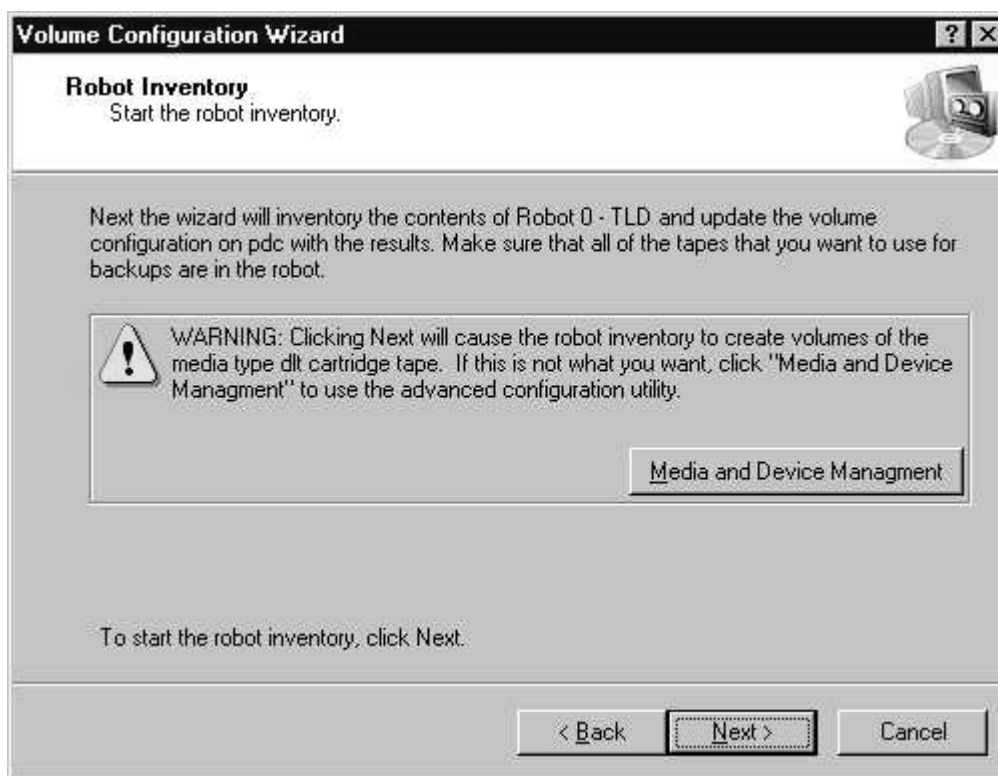 Volume Configuration Wizard
Robot Inventory
Start the robot inventory.
Next the wizard will inventory the contents of Robot 0 - TLD and update the volume
configuration on pdc with the results. Make sure that all of the tapes that you want to use for
backups are in the robot.
WARNING: Clicking Next will cause the robot inventory to create volumes of the
media type dlt cartridge tape.  If this is not what you want, click "Media and Device
Managment" to use the advanced configuration utility.
Media and Device Managment
To start the robot inventory, click Next.
< Back
Next >
Cancel